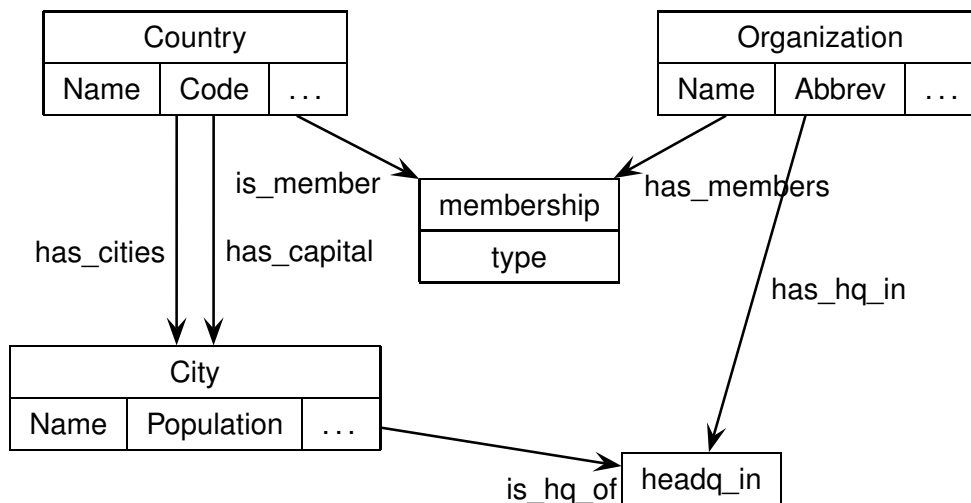 Country
Name Code ...
Organization
Name Abbrev ...
is_member
has_members
membership
type
has_cities
has_capital
has_hq_in
City
Name Population ...
is_hq_of
headq_in